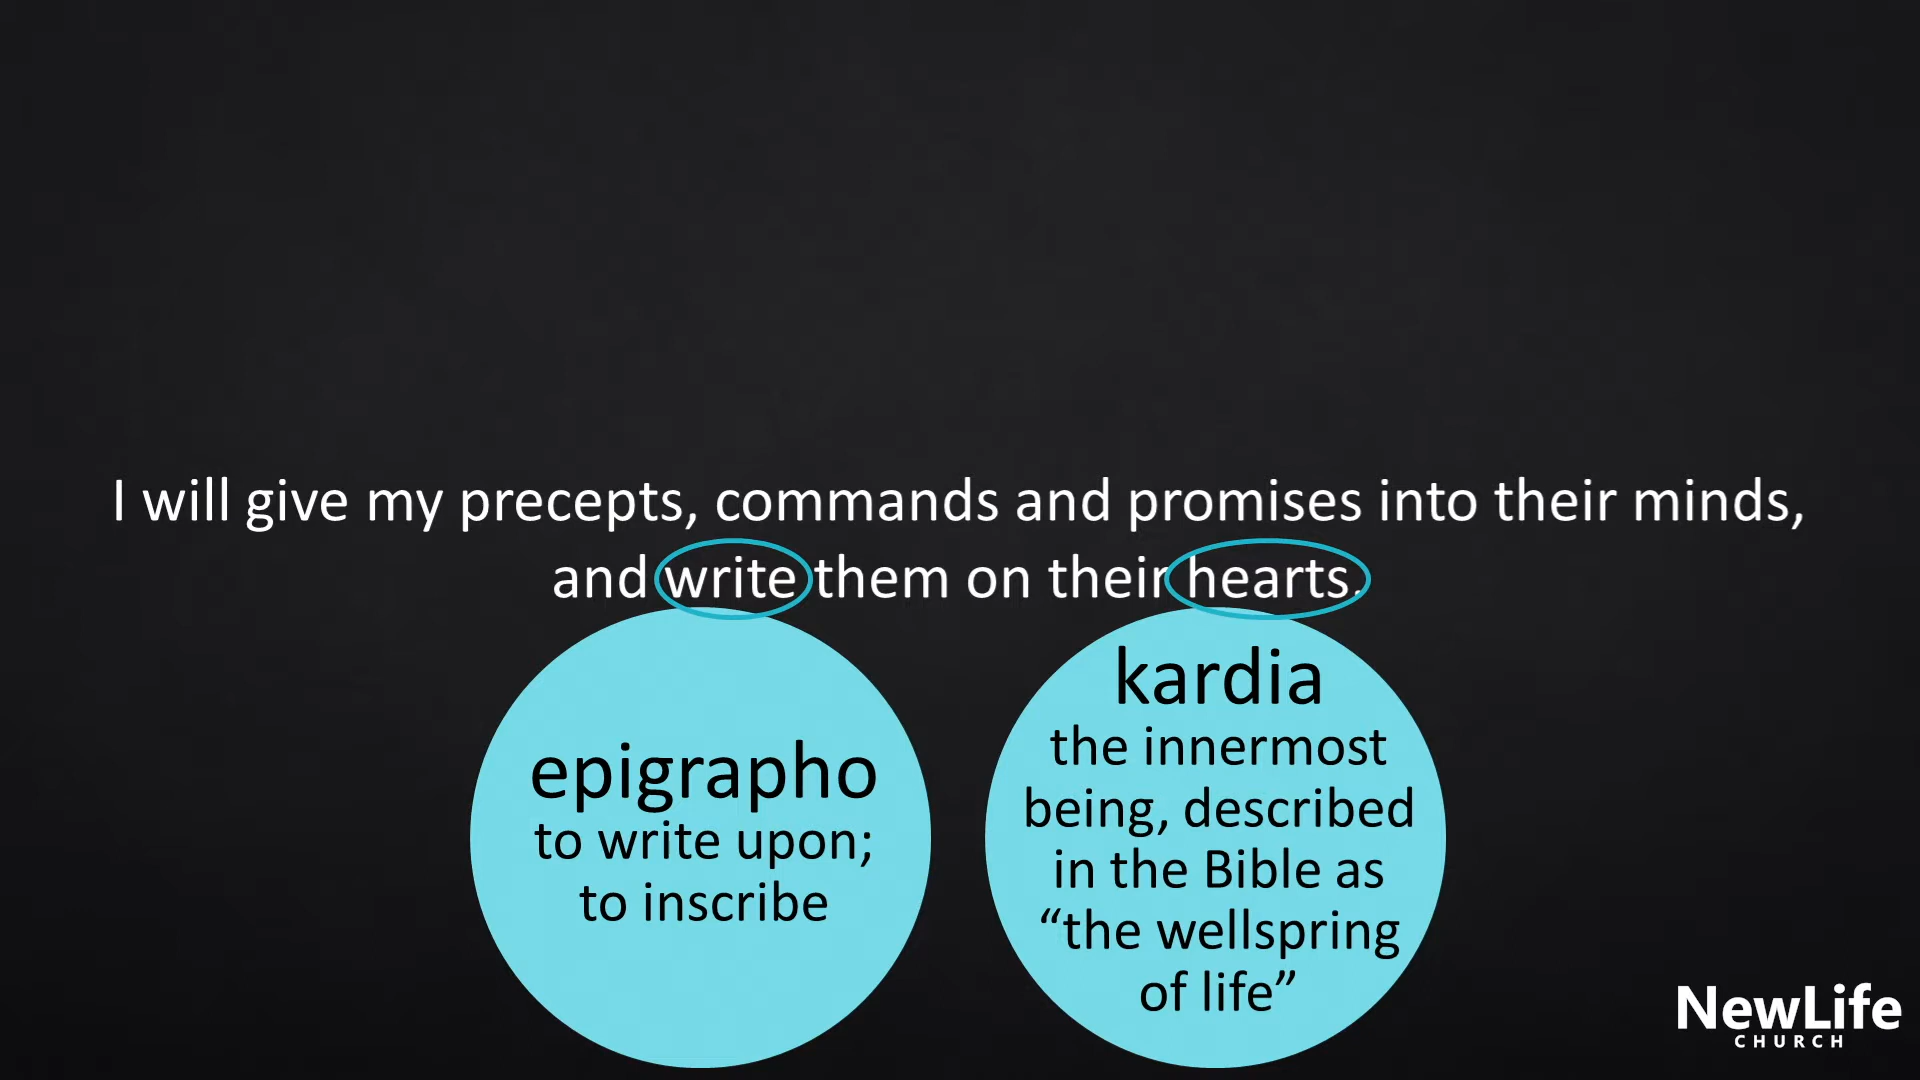 I will give my precepts, commands and promises into their minds,
and write them on their hearts.
epigrapho
to write upon;
to inscribe
kardia
the innermost
being, described
in the Bible as
“the wellspring
of life”
NewLife
CHURCH